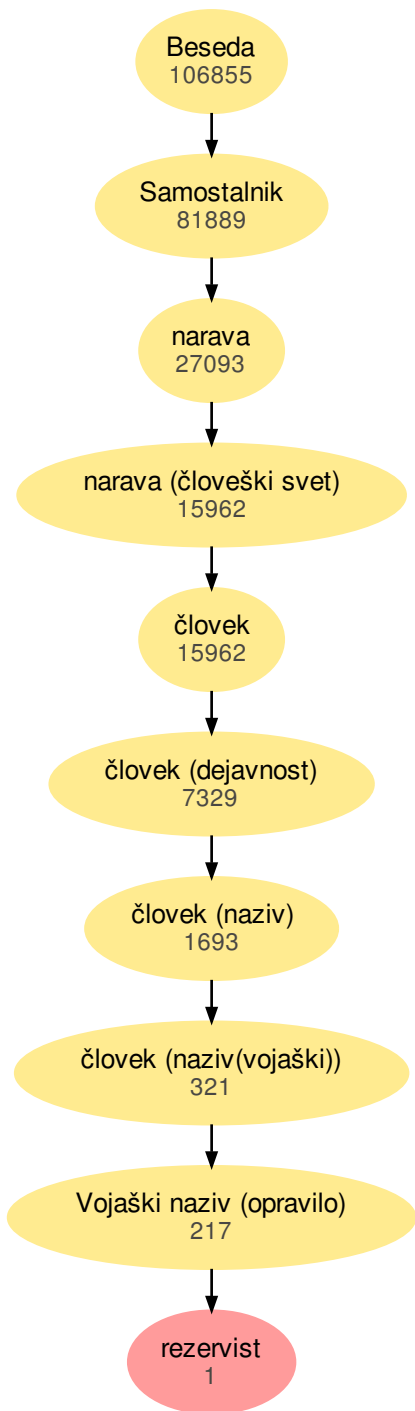 Beseda
106855
Samostalnik
81889
narava
27093
narava (človeški svet)
15962
človek
15962
človek (dejavnost)
7329
človek (naziv)
1693
človek (naziv(vojaški))
321
Vojaški naziv (opravilo)
217
rezervist
1